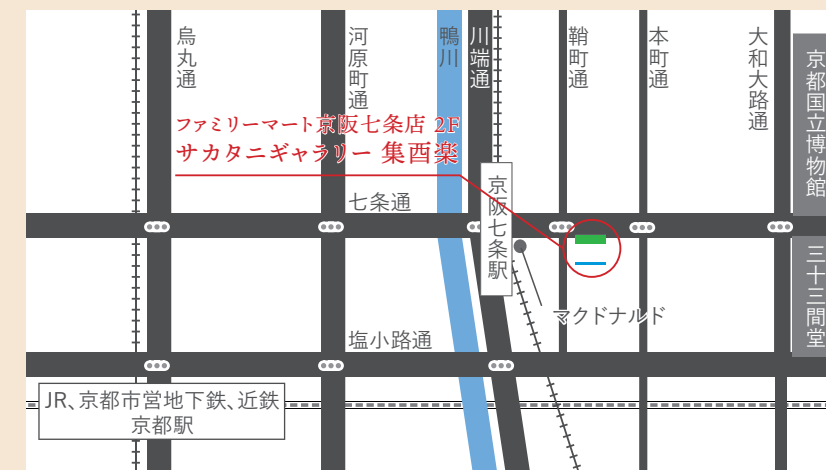 烏丸通
河原町通
鴨川
川端通
鞘町通
本町通
大和大路通
京都国立博物館
ファミリーマート京阪七条店 2F
サカタニギャラリー 集酉楽
七条通
京阪七条駅
三十三間堂
マクドナルド
塩小路通
JR、京都市営地下鉄、近鉄
京都駅